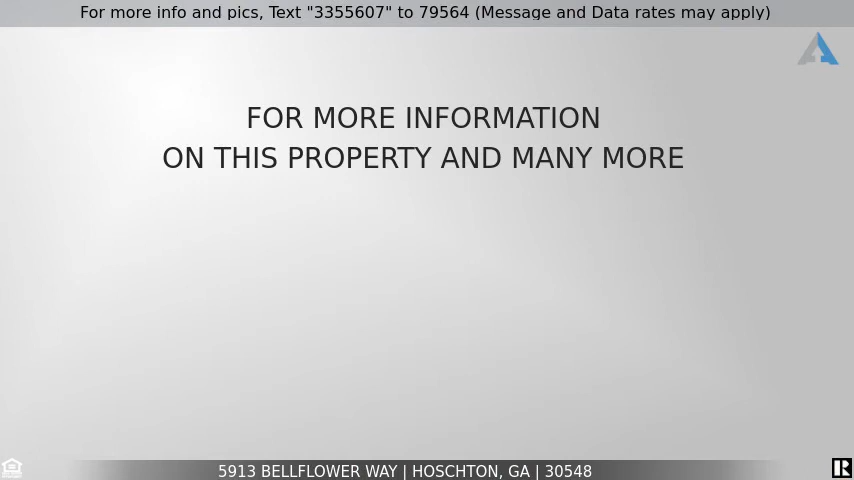 For more info and pics, Text "3355607" to 79564 (Message and Data rates may apply)
FOR MORE INFORMATION
ON THIS PROPERTY AND MANY MORE
5913 BELLFLOWER WAY | HOSCHTON, GA | 30548